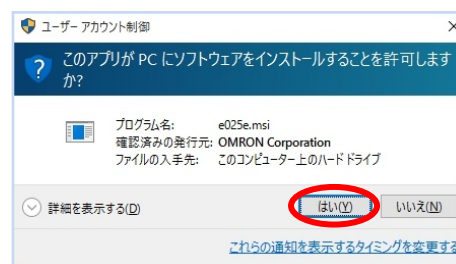 ユーザー アカウント制御
このアプリが PC にソフトウェアをインストールすることを許可します
か?
プログラム名: e025e.msi
確認済みの発行元: OMRON Corporation
ファイルの入手先: このコンピューター上のハード ドライブ
詳細を表示する(D)
はい(Y)
いいえ(N)
これらの通知を表示するタイミングを変更する